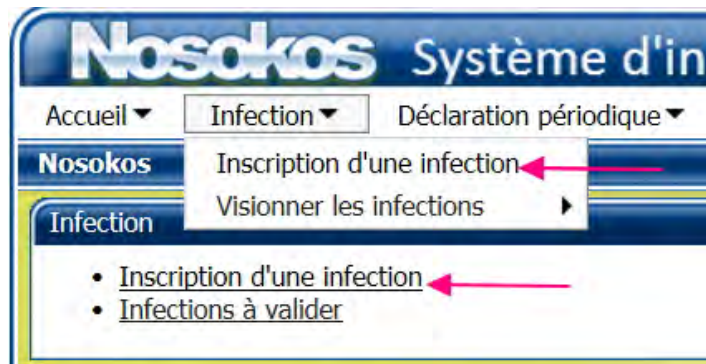 Nosokos Système d'in
Accueil Infection Déclaration périodique
Nosokos Inscription d'une infection
Visionner les infections
Infection
Inscription d'une infection
Infections à valider